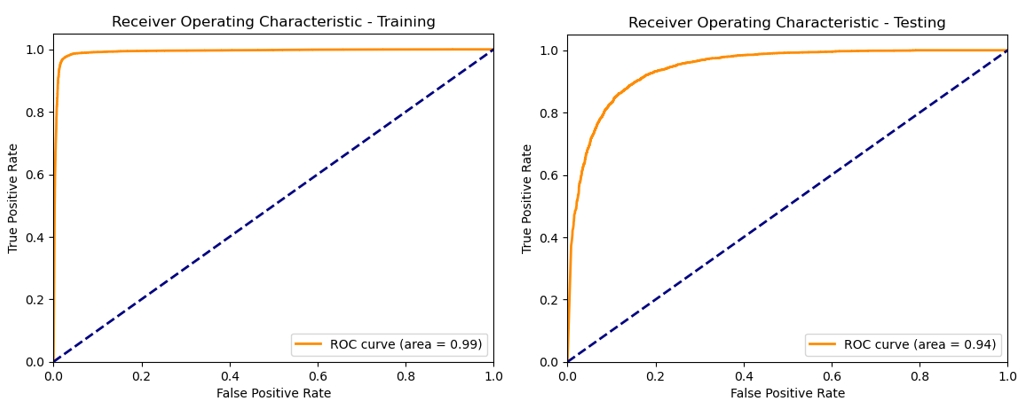 Receiver Operating Characteristic - Training
True Positive Rate
1.0
0.8
0.6
0.4
0.2
0.0
0.0 0.2 0.4 0.6 0.8 1.0
False Positive Rate
ROC curve (area = 0.99)
Receiver Operating Characteristic - Testing
True Positive Rate
1.0
0.8
0.6
0.4
0.2
0.0
0.0 0.2 0.4 0.6 0.8 1.0
False Positive Rate
ROC curve (area = 0.94)